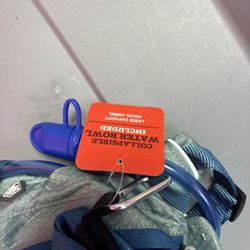 COLLAPSIBLE
WATER BOWL
INCLUDED
LARGE CAPACITY